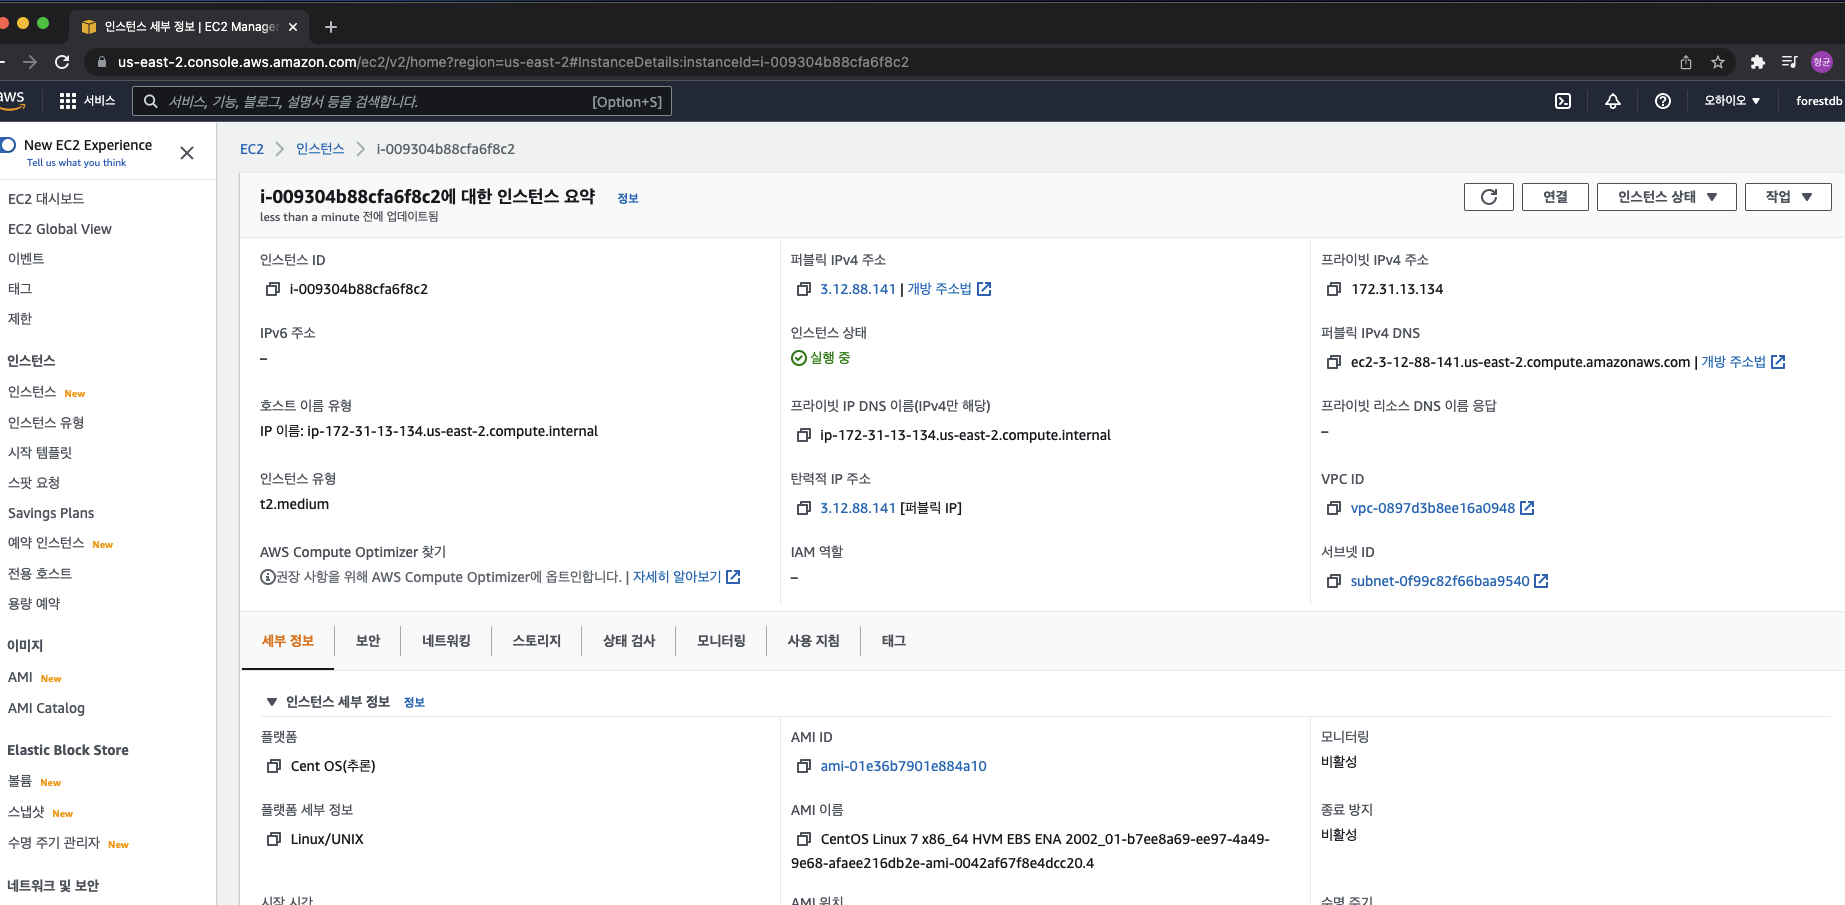 인스턴스 세부 정보 | EC2 Manage
us-east-2.console.aws.amazon.com/ec2/v2/home?region=us-east-2#InstanceDetails:instanceId=i-009304b88cfa6f8c2
형균
aws
서비스
서비스, 기능, 블로그, 설명서 등을 검색합니다.
[Option+S]
오하이오
forestdb
New EC2 Experience
Tell us what you think
EC2 대시보드
EC2 Global View
이벤트
태그
제한
인스턴스
인스턴스 New
인스턴스 유형
시작 템플릿
스팟 요청
Savings Plans
예약 인스턴스 New
전용 호스트
용량 예약
이미지
AMI New
AMI Catalog
Elastic Block Store
볼륨 New
스냅샷 New
수명 주기 관리자 New
네트워크 및 보안
EC2
인스턴스
i-009304b88cfa6f8c2
i-009304b88cfa6f8c2에 대한 인스턴스 요약 정보
less than a minute 전에 업데이트됨
연결
인스턴스 상태
작업
인스턴스 ID
i-009304b88cfa6f8c2
퍼블릭 IPv4 주소
3.12.88.141 | 개방 주소법
프라이빗 IPv4 주소
172.31.13.134
IPv6 주소
–
인스턴스 상태
실행 중
퍼블릭 IPv4 DNS
ec2-3-12-88-141.us-east-2.compute.amazonaws.com | 개방 주소법
호스트 이름 유형
IP 이름: ip-172-31-13-134.us-east-2.compute.internal
프라이빗 IP DNS 이름(IPv4만 해당)
ip-172-31-13-134.us-east-2.compute.internal
프라이빗 리소스 DNS 이름 응답
–
인스턴스 유형
t2.medium
탄력적 IP 주소
3.12.88.141 [퍼블릭 IP]
VPC ID
vpc-0897d3b8ee16a0948
AWS Compute Optimizer 찾기
권장 사항을 위해 AWS Compute Optimizer에 옵트인합니다. | 자세히 알아보기
IAM 역할
–
서브넷 ID
subnet-0f99c82f66baa9540
세부 정보
보안
네트워킹
스토리지
상태 검사
모니터링
사용 지침
태그
인스턴스 세부 정보 정보
플랫폼
Cent OS(추론)
AMI ID
ami-01e36b7901e884a10
모니터링
비활성
플랫폼 세부 정보
Linux/UNIX
AMI 이름
CentOS Linux 7 x86_64 HVM EBS ENA 2002_01-b7ee8a69-ee97-4a49-
9e68-afaee216db2e-ami-0042af67f8e4dcc20.4
종료 방지
비활성
시작 시간
AMI 위치
수명 주기